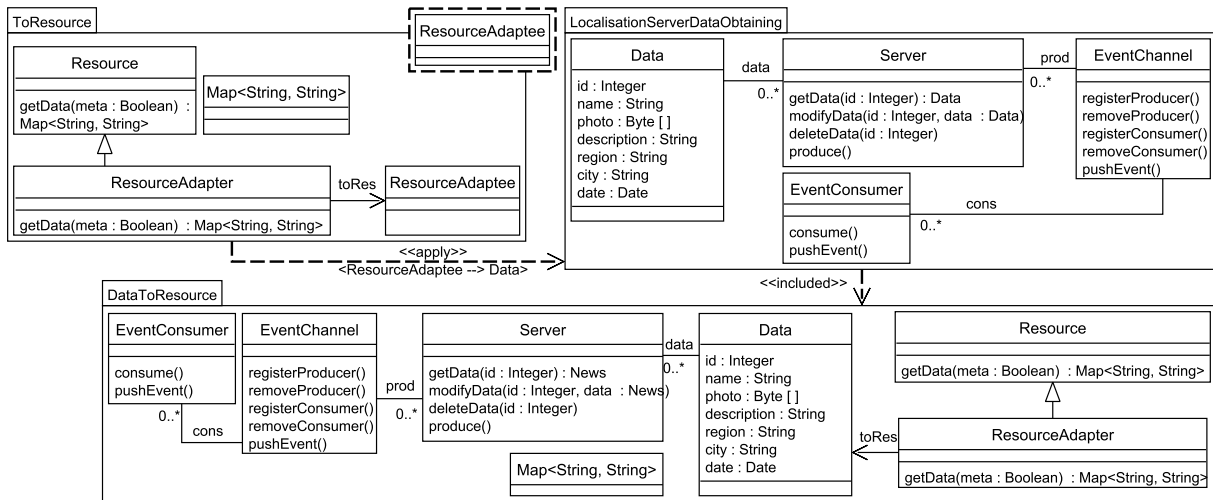 ToResource
ResourceAdaptee
Resource
getData(meta : Boolean) :
Map<String, String>
Map<String, String>
ResourceAdapter
getData(meta : Boolean) : Map<String, String>
toRes
ResourceAdaptee
LocalisationServerDataObtaining
Data
id : Integer
name : String
photo : Byte [ ]
description : String
region : String
city : String
date : Date
data
0..*
Server
getData(id : Integer) : Data
modifyData(id : Integer, data : Data)
deleteData(id : Integer)
produce()
prod
0..*
EventChannel
registerProducer()
removeProducer()
registerConsumer()
removeConsumer()
pushEvent()
EventConsumer
consume()
pushEvent()
cons
0..*
<<apply>>
<ResourceAdaptee --> Data>
<<included>>
DataToResource
EventConsumer
consume()
pushEvent()
0..*
cons
EventChannel
registerProducer()
removeProducer()
registerConsumer()
removeConsumer()
pushEvent()
prod
0..*
Server
getData(id : Integer) : News
modifyData(id : Integer, data : News)
deleteData(id : Integer)
produce()
data
0..*
Map<String, String>
Data
id : Integer
name : String
photo : Byte [ ]
description : String
region : String
city : String
date : Date
Resource
getData(meta : Boolean) : Map<String, String>
toRes
ResourceAdapter
getData(meta : Boolean) : Map<String, String>